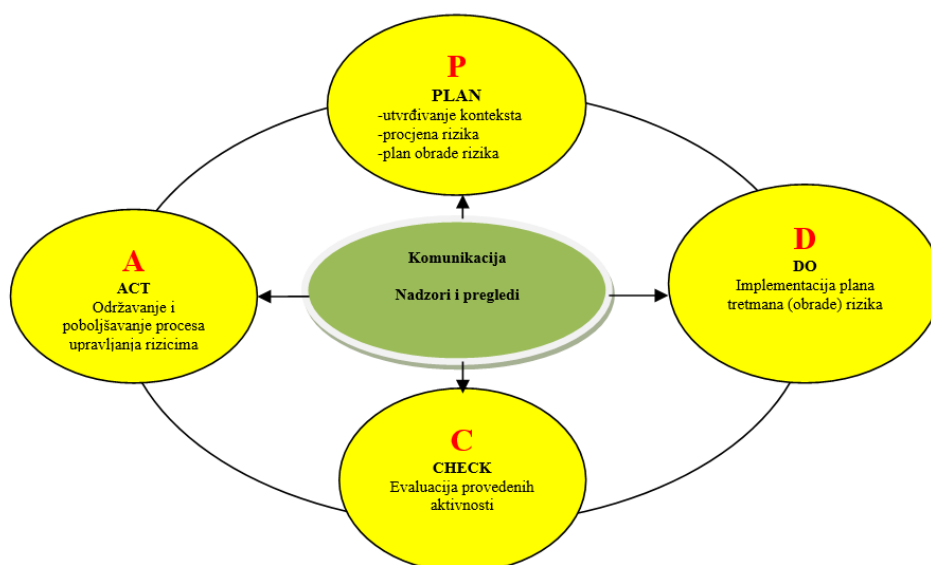 P
PLAN
-utvrđivanje konteksta
-procjena rizika
-plan obrade rizika
A
ACT
Održavanje i
poboljšavanje procesa
upravljanja rizicima
Komunikacija
Nadzori i pregledi
D
DO
Implementacija plana
tretmana (obrade) rizika
C
CHECK
Evaluacija provedenih
aktivnosti